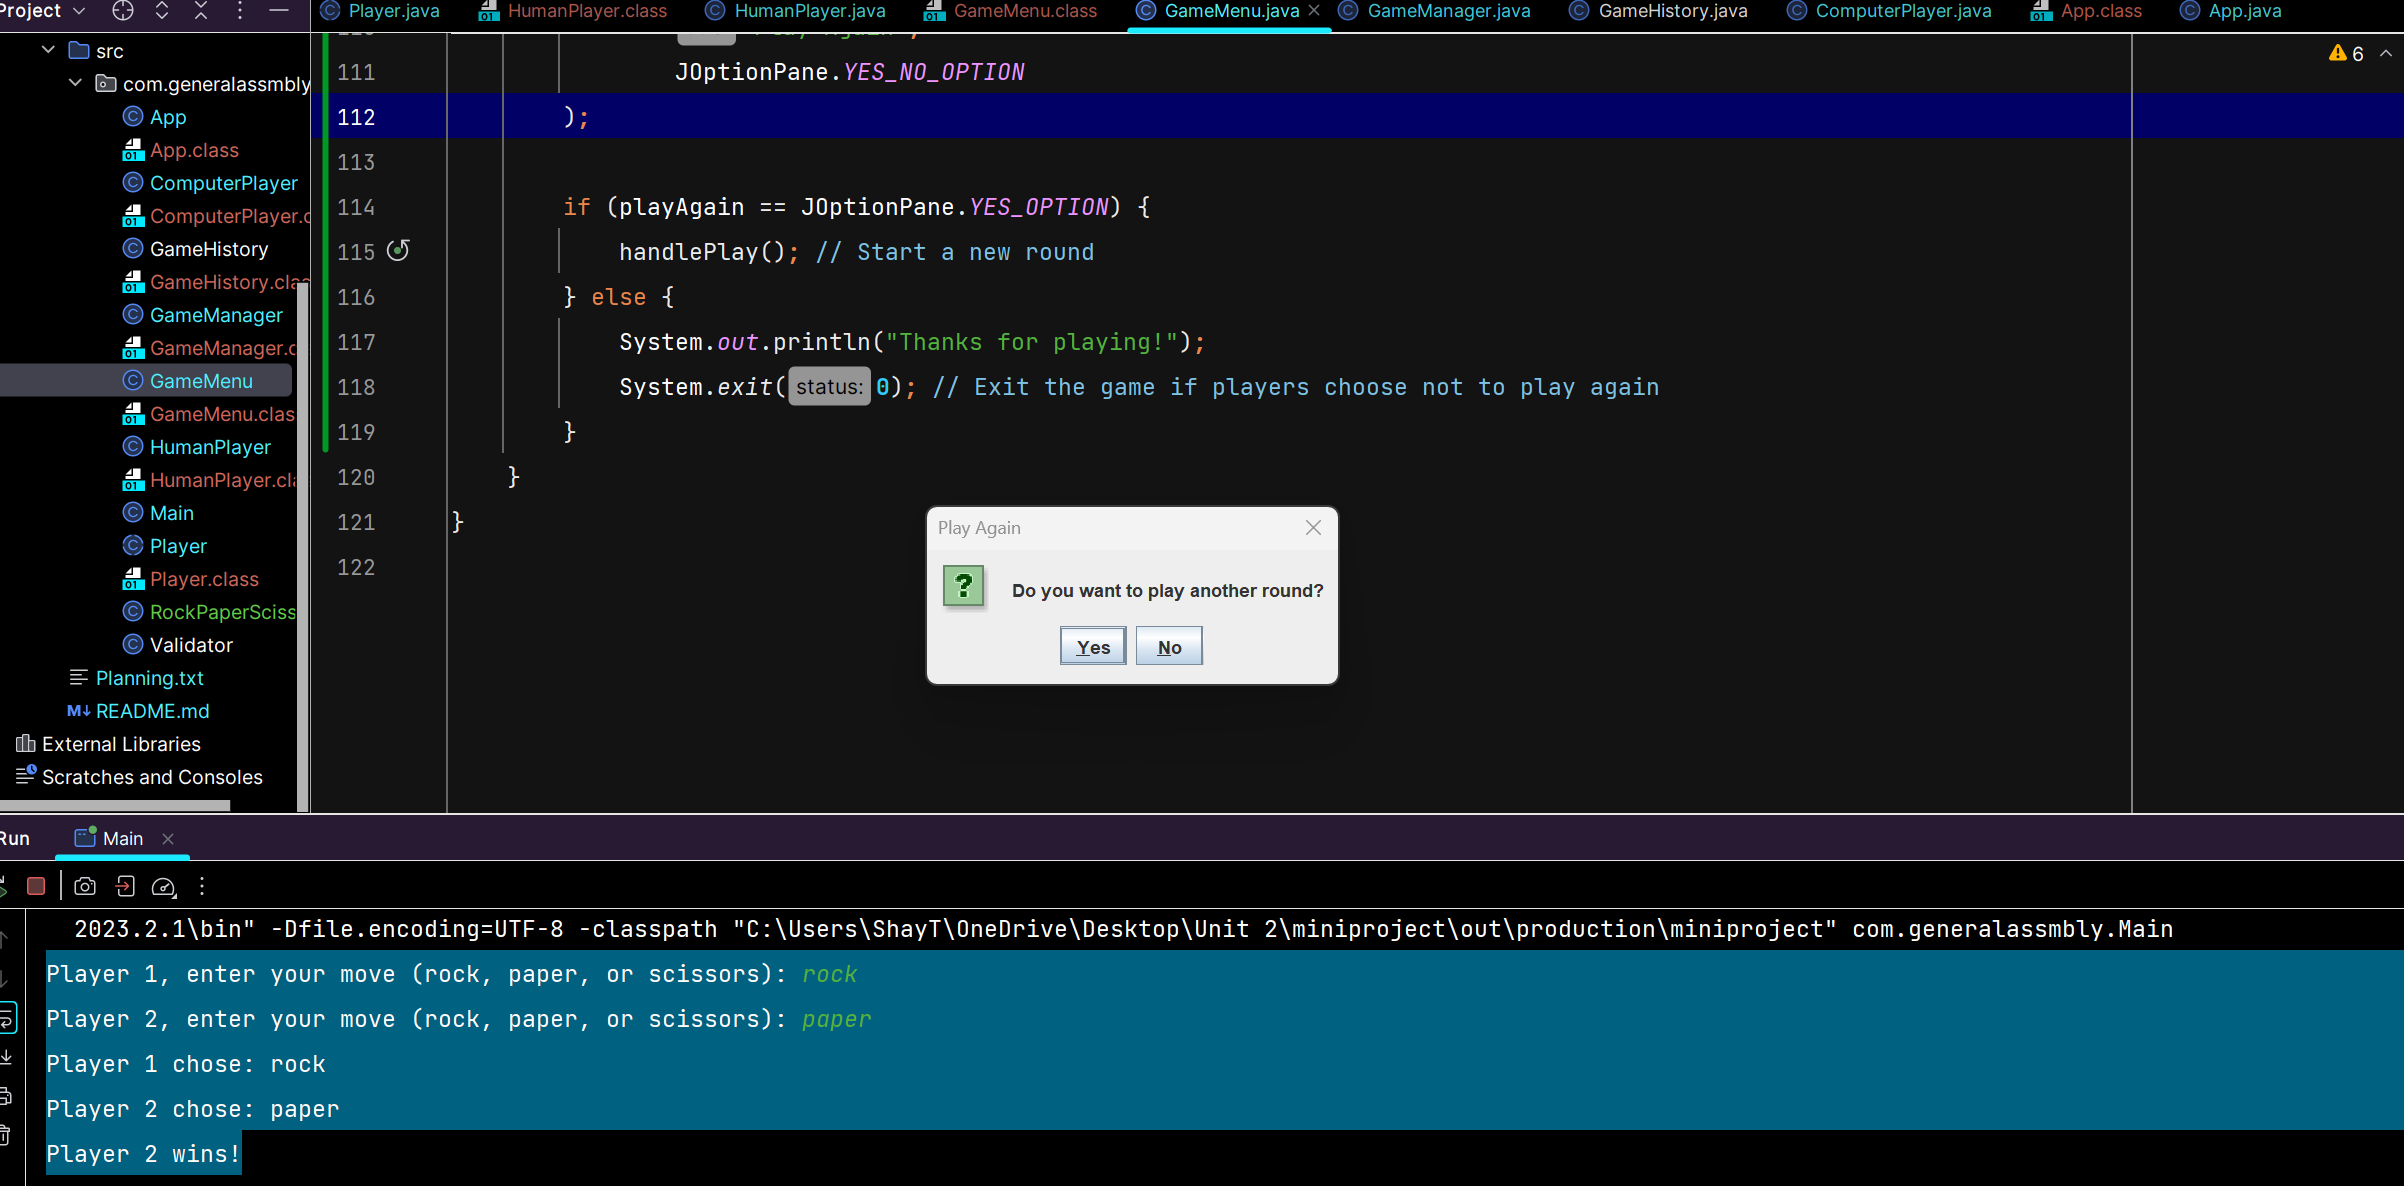 Project
Player.java HumanPlayer.class HumanPlayer.java GameMenu.class GameMenu.java GameManager.java GameHistory.java ComputerPlayer.java App.class App.java
src
com.generalassmbly
App
App.class
ComputerPlayer
ComputerPlayer.c
GameHistory
GameHistory.cla
GameManager
GameManager.c
GameMenu
GameMenu.clas
HumanPlayer
HumanPlayer.cla
Main
Player
Player.class
RockPaperSciss
Validator
Planning.txt
README.md
External Libraries
Scratches and Consoles
6
111 JOptionPane.YES_NO_OPTION
112 );
113
114 if (playAgain == JOptionPane.YES_OPTION) {
115 handlePlay(); // Start a new round
116 } else {
117 System.out.println("Thanks for playing!");
118 System.exit( status: 0); // Exit the game if players choose not to play again
119 }
120 }
121 }
122
Play Again
Do you want to play another round?
Yes No
Run Main
2023.2.1\bin" -Dfile.encoding=UTF-8 -classpath "C:\Users\ShayT\OneDrive\Desktop\Unit 2\miniproject\out\production\miniproject" com.generalassmbly.Main
Player 1, enter your move (rock, paper, or scissors): rock
Player 2, enter your move (rock, paper, or scissors): paper
Player 1 chose: rock
Player 2 chose: paper
Player 2 wins!